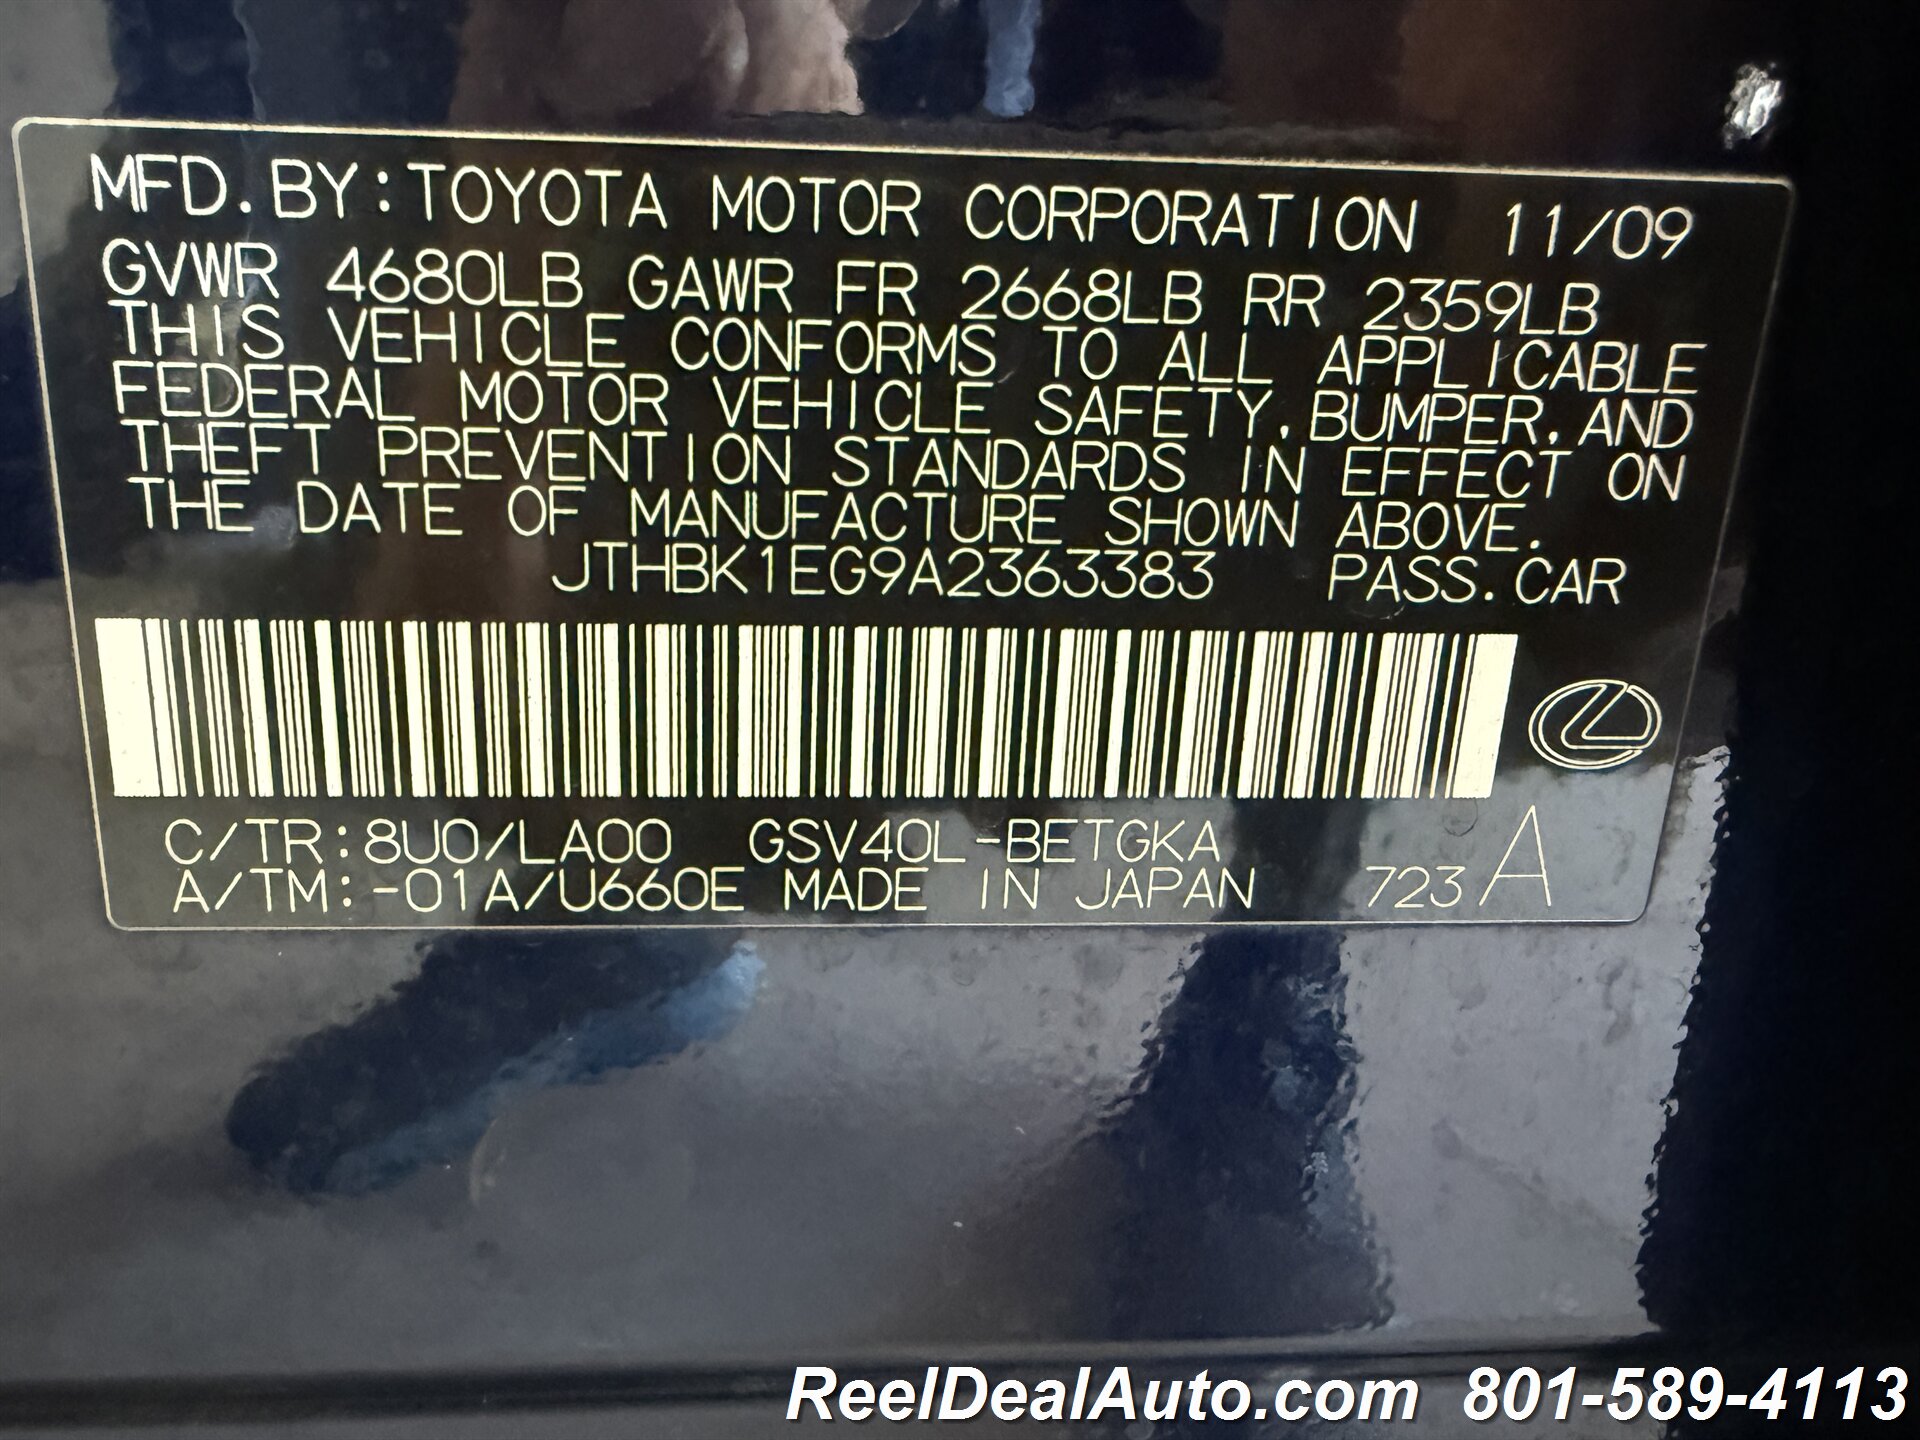 MFD. BY: TOYOTA MOTOR CORPORATION 11/09
GVWR 4680LB GAWR FR 2668LB RR 2359LB
THIS VEHICLE CONFORMS TO ALL APPLICABLE
FEDERAL MOTOR VEHICLE SAFETY, BUMPER, AND
THEFT PREVENTION STANDARDS IN EFFECT ON
THE DATE OF MANUFACTURE SHOWN ABOVE.
JTHBK1EG9A2363383 PASS. CAR
C/TR: 8U0/LA00 GSV40L-BETGKA
A/TM: -01A/U660E MADE IN JAPAN 723 A
ReelDealAuto.com 801-589-4113